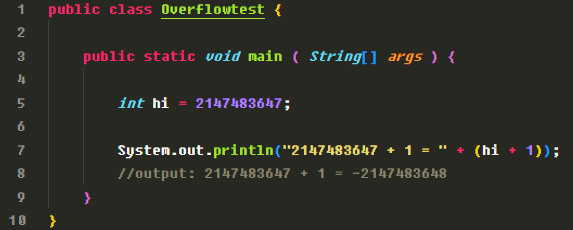 1 public class Overflowtest {
2
3 public static void main ( String[] args ) {
4
5 int hi = 2147483647;
6
7 System.out.println("2147483647 + 1 = " + (hi + 1));
8 //output: 2147483647 + 1 = -2147483648
9 }
10 }